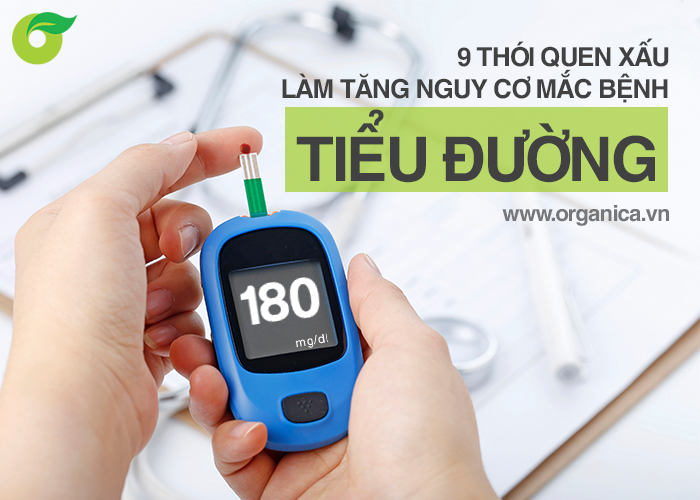 9 THÓI QUEN XẤU
LÀM TĂNG NGUY CƠ MẮC BỆNH
TIỂU ĐƯỜNG
www.organica.vn
180
mg/dl